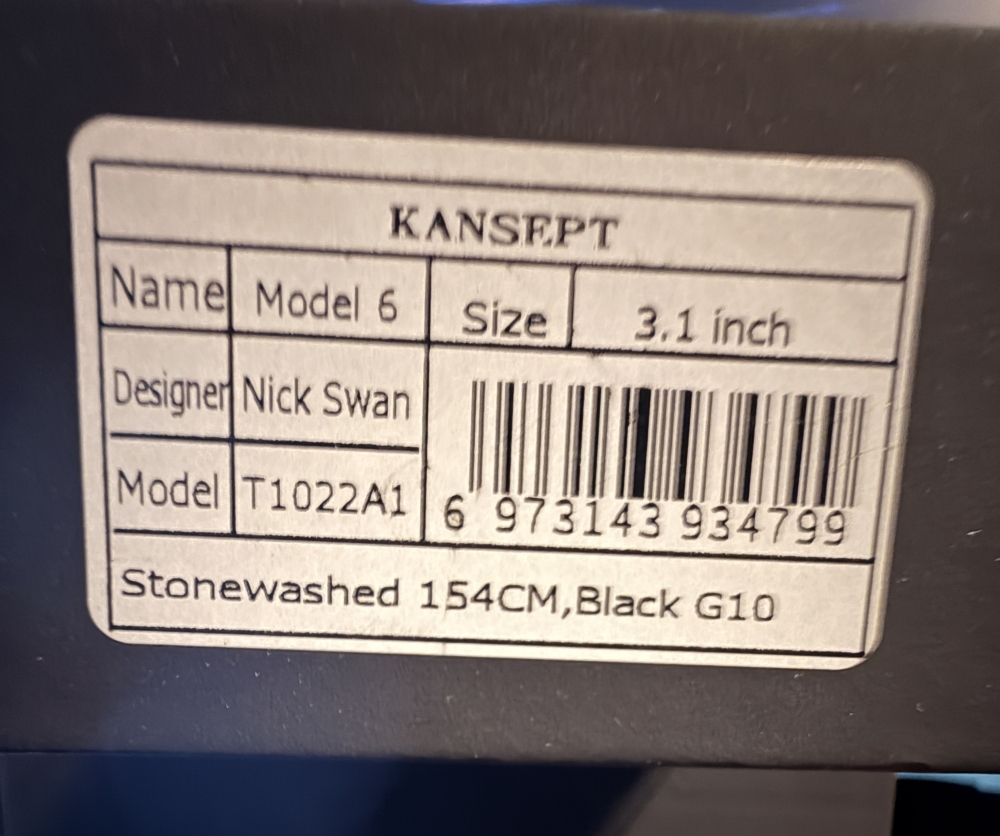 KANSEPT
Name Model 6 Size 3.1 inch
Designer Nick Swan
Model T1022A1
6 973143 934799
Stonewashed 154CM,Black G10